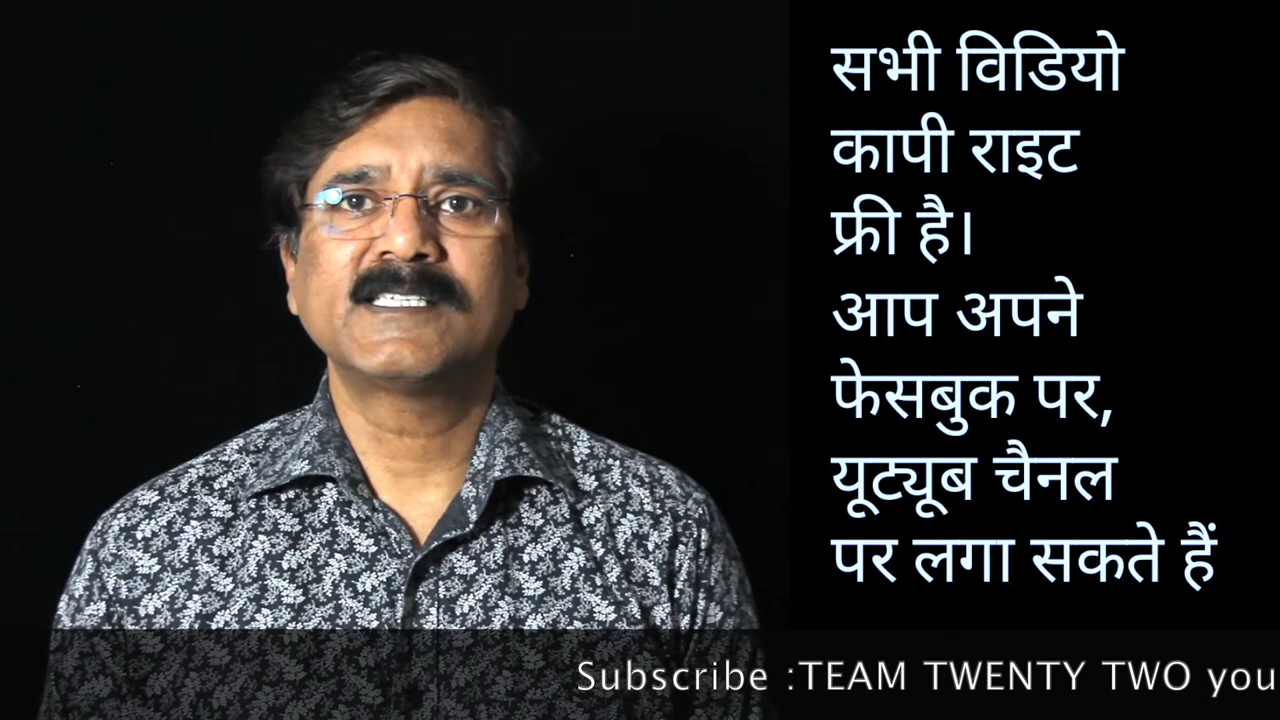 सभी विडियो
कापी राइट
फ्री है।
आप अपने
फेसबुक पर,
यूट्यूब चैनल
पर लगा सकते हैं
Subscribe :TEAM TWENTY TWO you